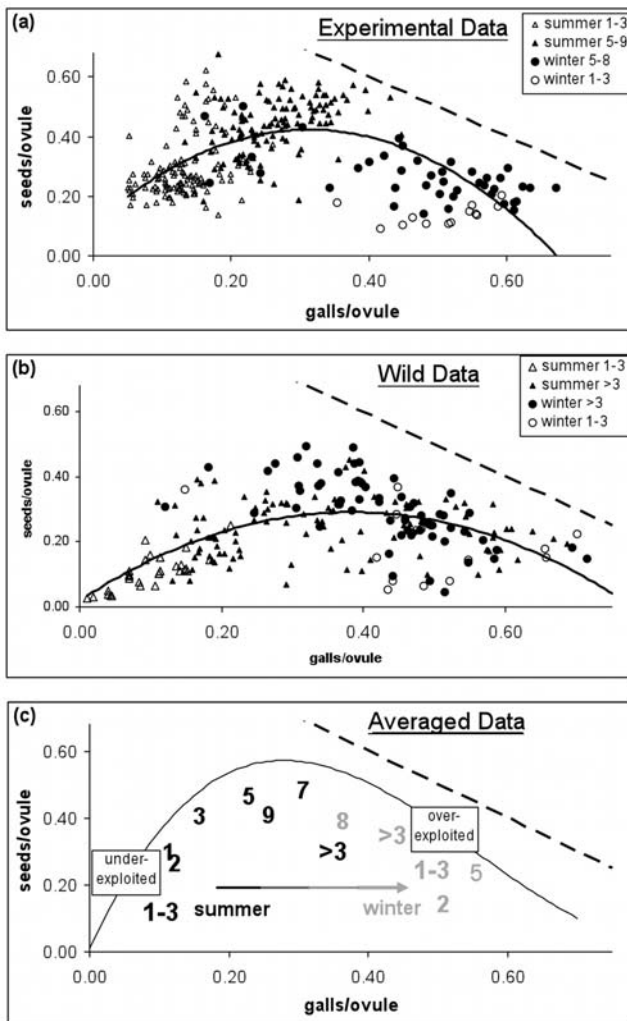 (a)
Experimental Data
summer 1-3
summer 5-9
winter 5-8
winter 1-3
seeds/ovule
0.60
0.40
0.20
0.00
0.00 0.20 0.40 0.60
galls/ovule
(b)
Wild Data
summer 1-3
summer >3
winter >3
winter 1-3
seeds/ovule
0.60
0.40
0.20
0.00
0.00 0.20 0.40 0.60
galls/ovule
(c)
Averaged Data
seeds/ovule
0.60
0.40
0.20
0.00
7
5
3
9
8
>3
over-
exploited
1
>3
under-
exploited
2
1-3
5
1-3
summer
winter
2
0.00 0.20 0.40 0.60
galls/ovule